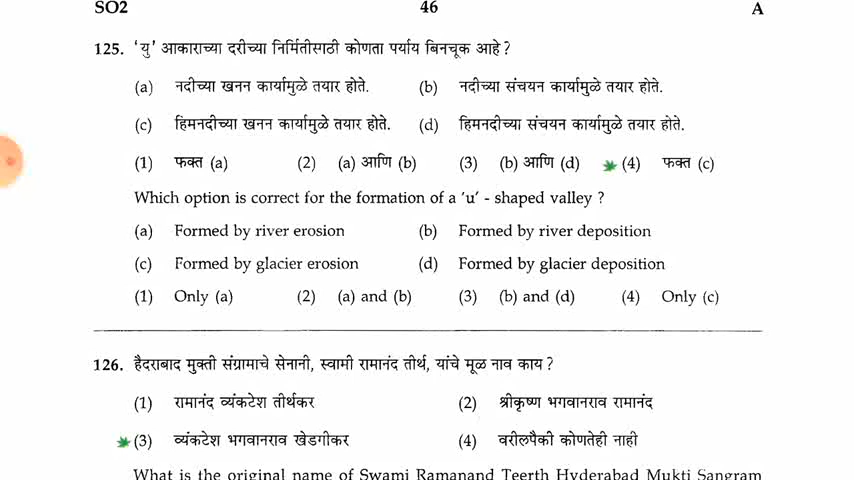 SO2 46 A
125. 'यु' आकाराच्या दरीच्या निर्मितीसाठी कोणता पर्याय बिनचूक आहे ?
(a) नदीच्या खनन कार्यामुळे तयार होते. (b) नदीच्या संचयन कार्यामुळे तयार होते.
(c) हिमनदीच्या खनन कार्यामुळे तयार होते. (d) हिमनदीच्या संचयन कार्यामुळे तयार होते.
(1) फक्त (a) (2) (a) आणि (b) (3) (b) आणि (d) (4) फक्त (c)
Which option is correct for the formation of a 'u' - shaped valley ?
(a) Formed by river erosion (b) Formed by river deposition
(c) Formed by glacier erosion (d) Formed by glacier deposition
(1) Only (a) (2) (a) and (b) (3) (b) and (d) (4) Only (c)
126. हैदराबाद मुक्ती संग्रामाचे सेनानी, स्वामी रामानंद तीर्थ, यांचे मूळ नाव काय ?
(1) रामानंद व्यंकटेश तीर्थकर (2) श्रीकृष्ण भगवानराव रामानंद
(3) व्यंकटेश भगवानराव खेडगीकर (4) वरीलपैकी कोणतेही नाही
What is the original name of Swami Ramanand Teerth Hyderabad Mukti Sangram